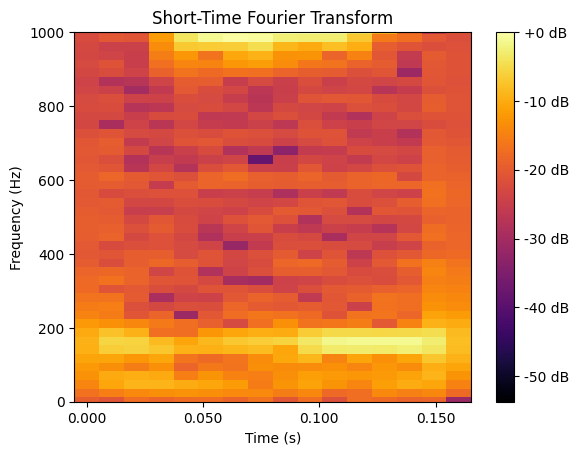 Short-Time Fourier Transform
1000
800
600
400
200
0
Frequency (Hz)
0.000
0.050
0.100
0.150
Time (s)
+0 dB
-10 dB
-20 dB
-30 dB
-40 dB
-50 dB